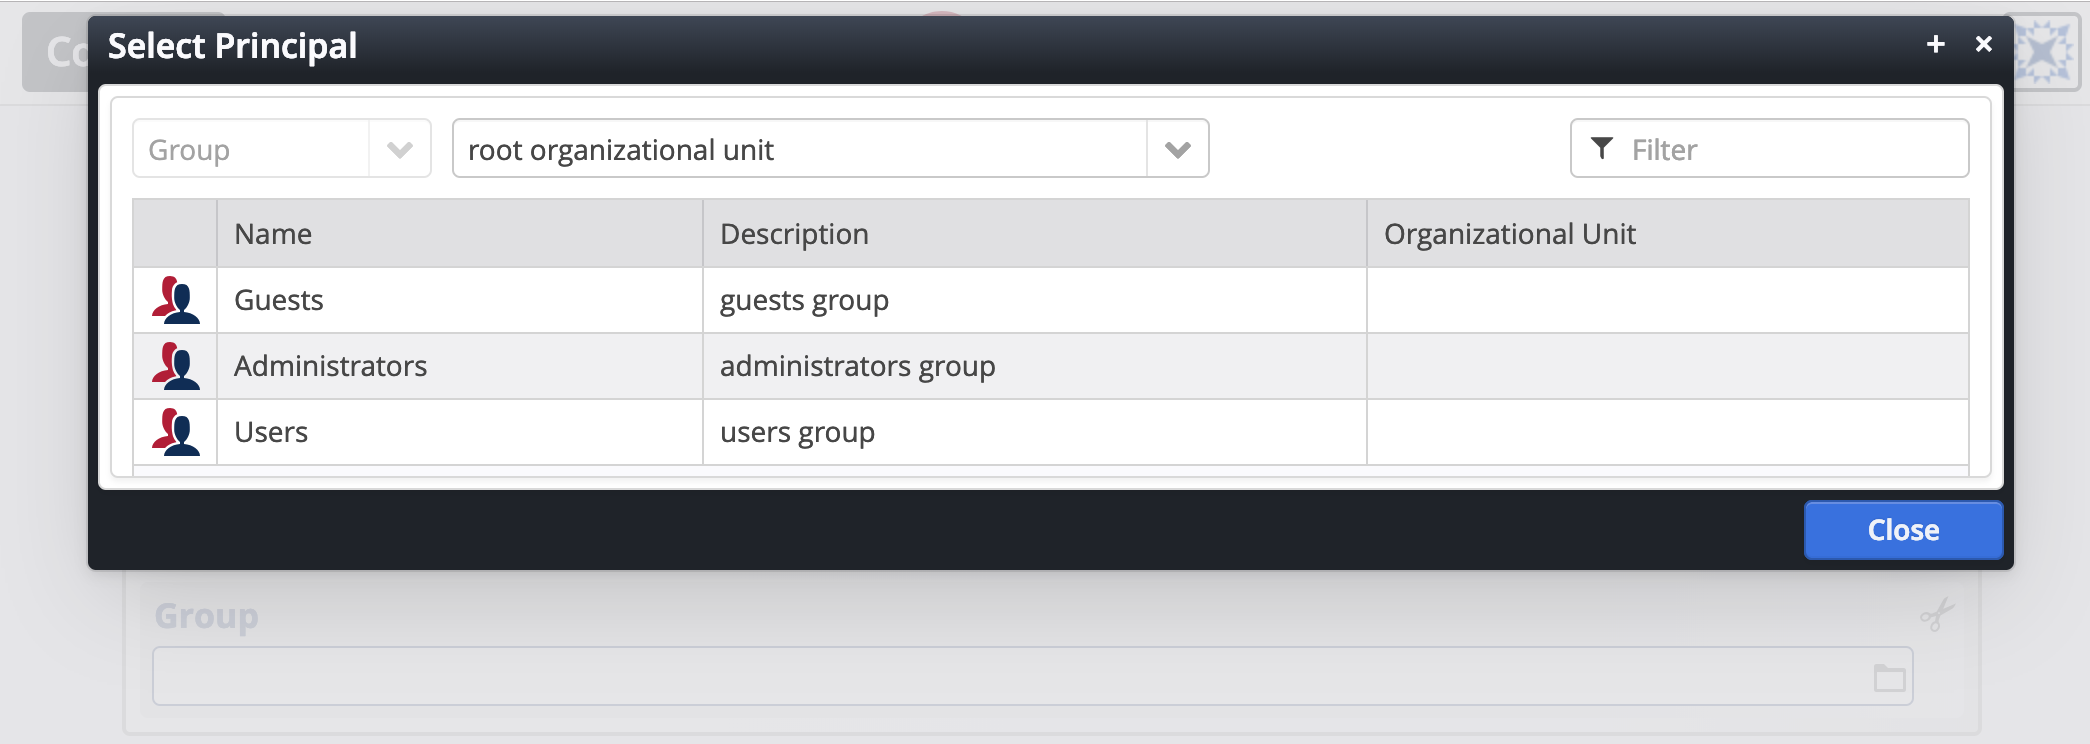 Co
Select Principal
Group
root organizational unit
Filter
Name
Description
Organizational Unit
Guests
guests group
Administrators
administrators group
Users
users group
Close
Group